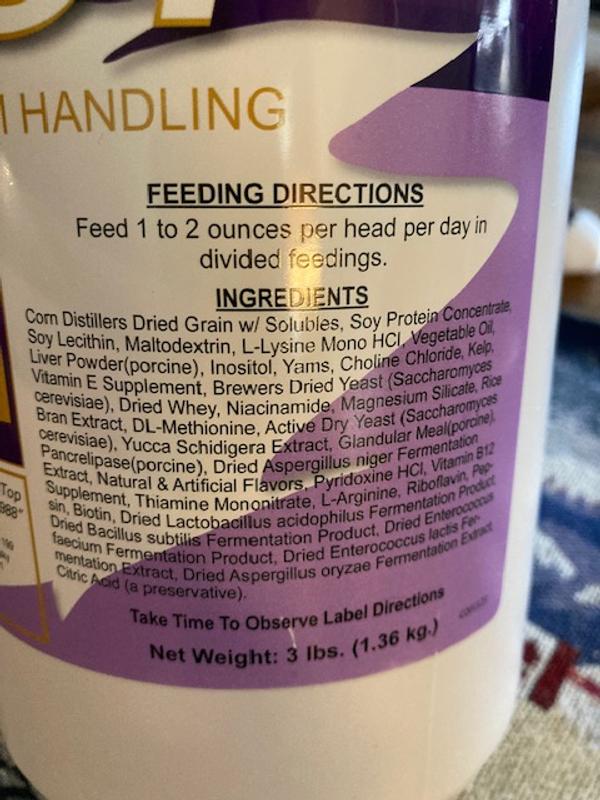 HANDLING
FEEDING DIRECTIONS
Feed 1 to 2 ounces per head per day in
divided feedings.
INGREDIENTS
Corn Distillers Dried Grain w/ Solubles, Soy Protein Concentrate,
Soy Lecithin, Maltodextrin, L-Lysine Mono HCl, Vegetable Oil,
Liver Powder(porcine), Inositol, Yams, Choline Chloride, Kelp,
Vitamin E Supplement, Brewers Dried Yeast (Saccharomyces
cerevisiae), Dried Whey, Niacinamide, Magnesium Silicate, Rice
Bran Extract, DL-Methionine, Active Dry Yeast (Saccharomyces
cerevisiae), Yucca Schidigera Extract, Glandular Meal(porcine),
Pancrelipase(porcine), Dried Aspergillus niger Fermentation
Extract, Natural & Artificial Flavors, Pyridoxine HCl, Vitamin B12
Supplement, Thiamine Mononitrate, L-Arginine, Riboflavin, Pep-
sin, Biotin, Dried Lactobacillus acidophilus Fermentation Product,
Dried Bacillus subtilis Fermentation Product, Dried Enterococcus
faecium Fermentation Product, Dried Enterococcus lactis Fer-
mentation Extract, Dried Aspergillus oryzae Fermentation Extract,
Citric Acid (a preservative).
Take Time To Observe Label Directions
Net Weight: 3 lbs. (1.36 kg.)
Top
988"